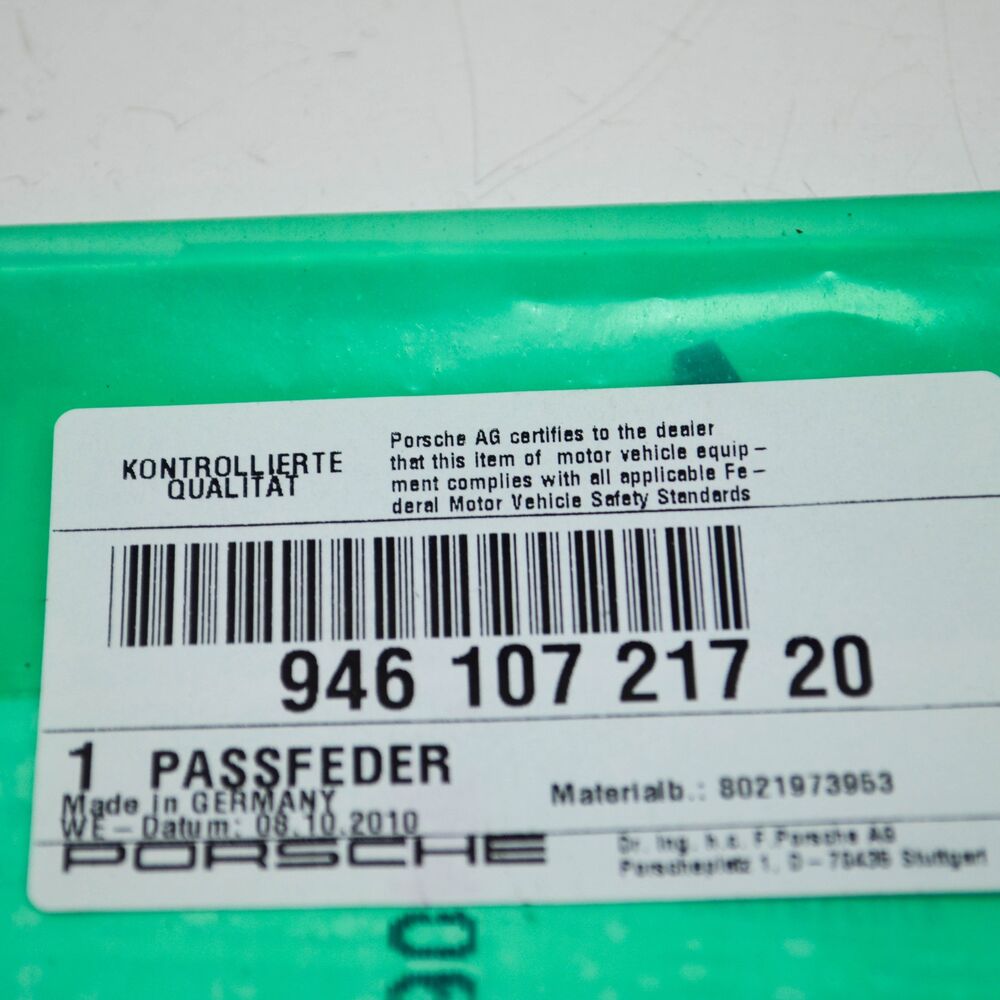 KONTROLLIERTE
QUALITÄT
Porsche AG certifies to the dealer
that this item of motor vehicle equip-
ment complies with all applicable Fe-
deral Motor Vehicle Safety Standards
946 107 217 20
1 PASSFEDER
Made in GERMANY
WE-Datum: 08.10.2010
Materialb.: 8021973953
PORSCHE
Dr. Ing. h.c. F.Porsche AG
Porscheplatz 1, D-70435 Stuttgart